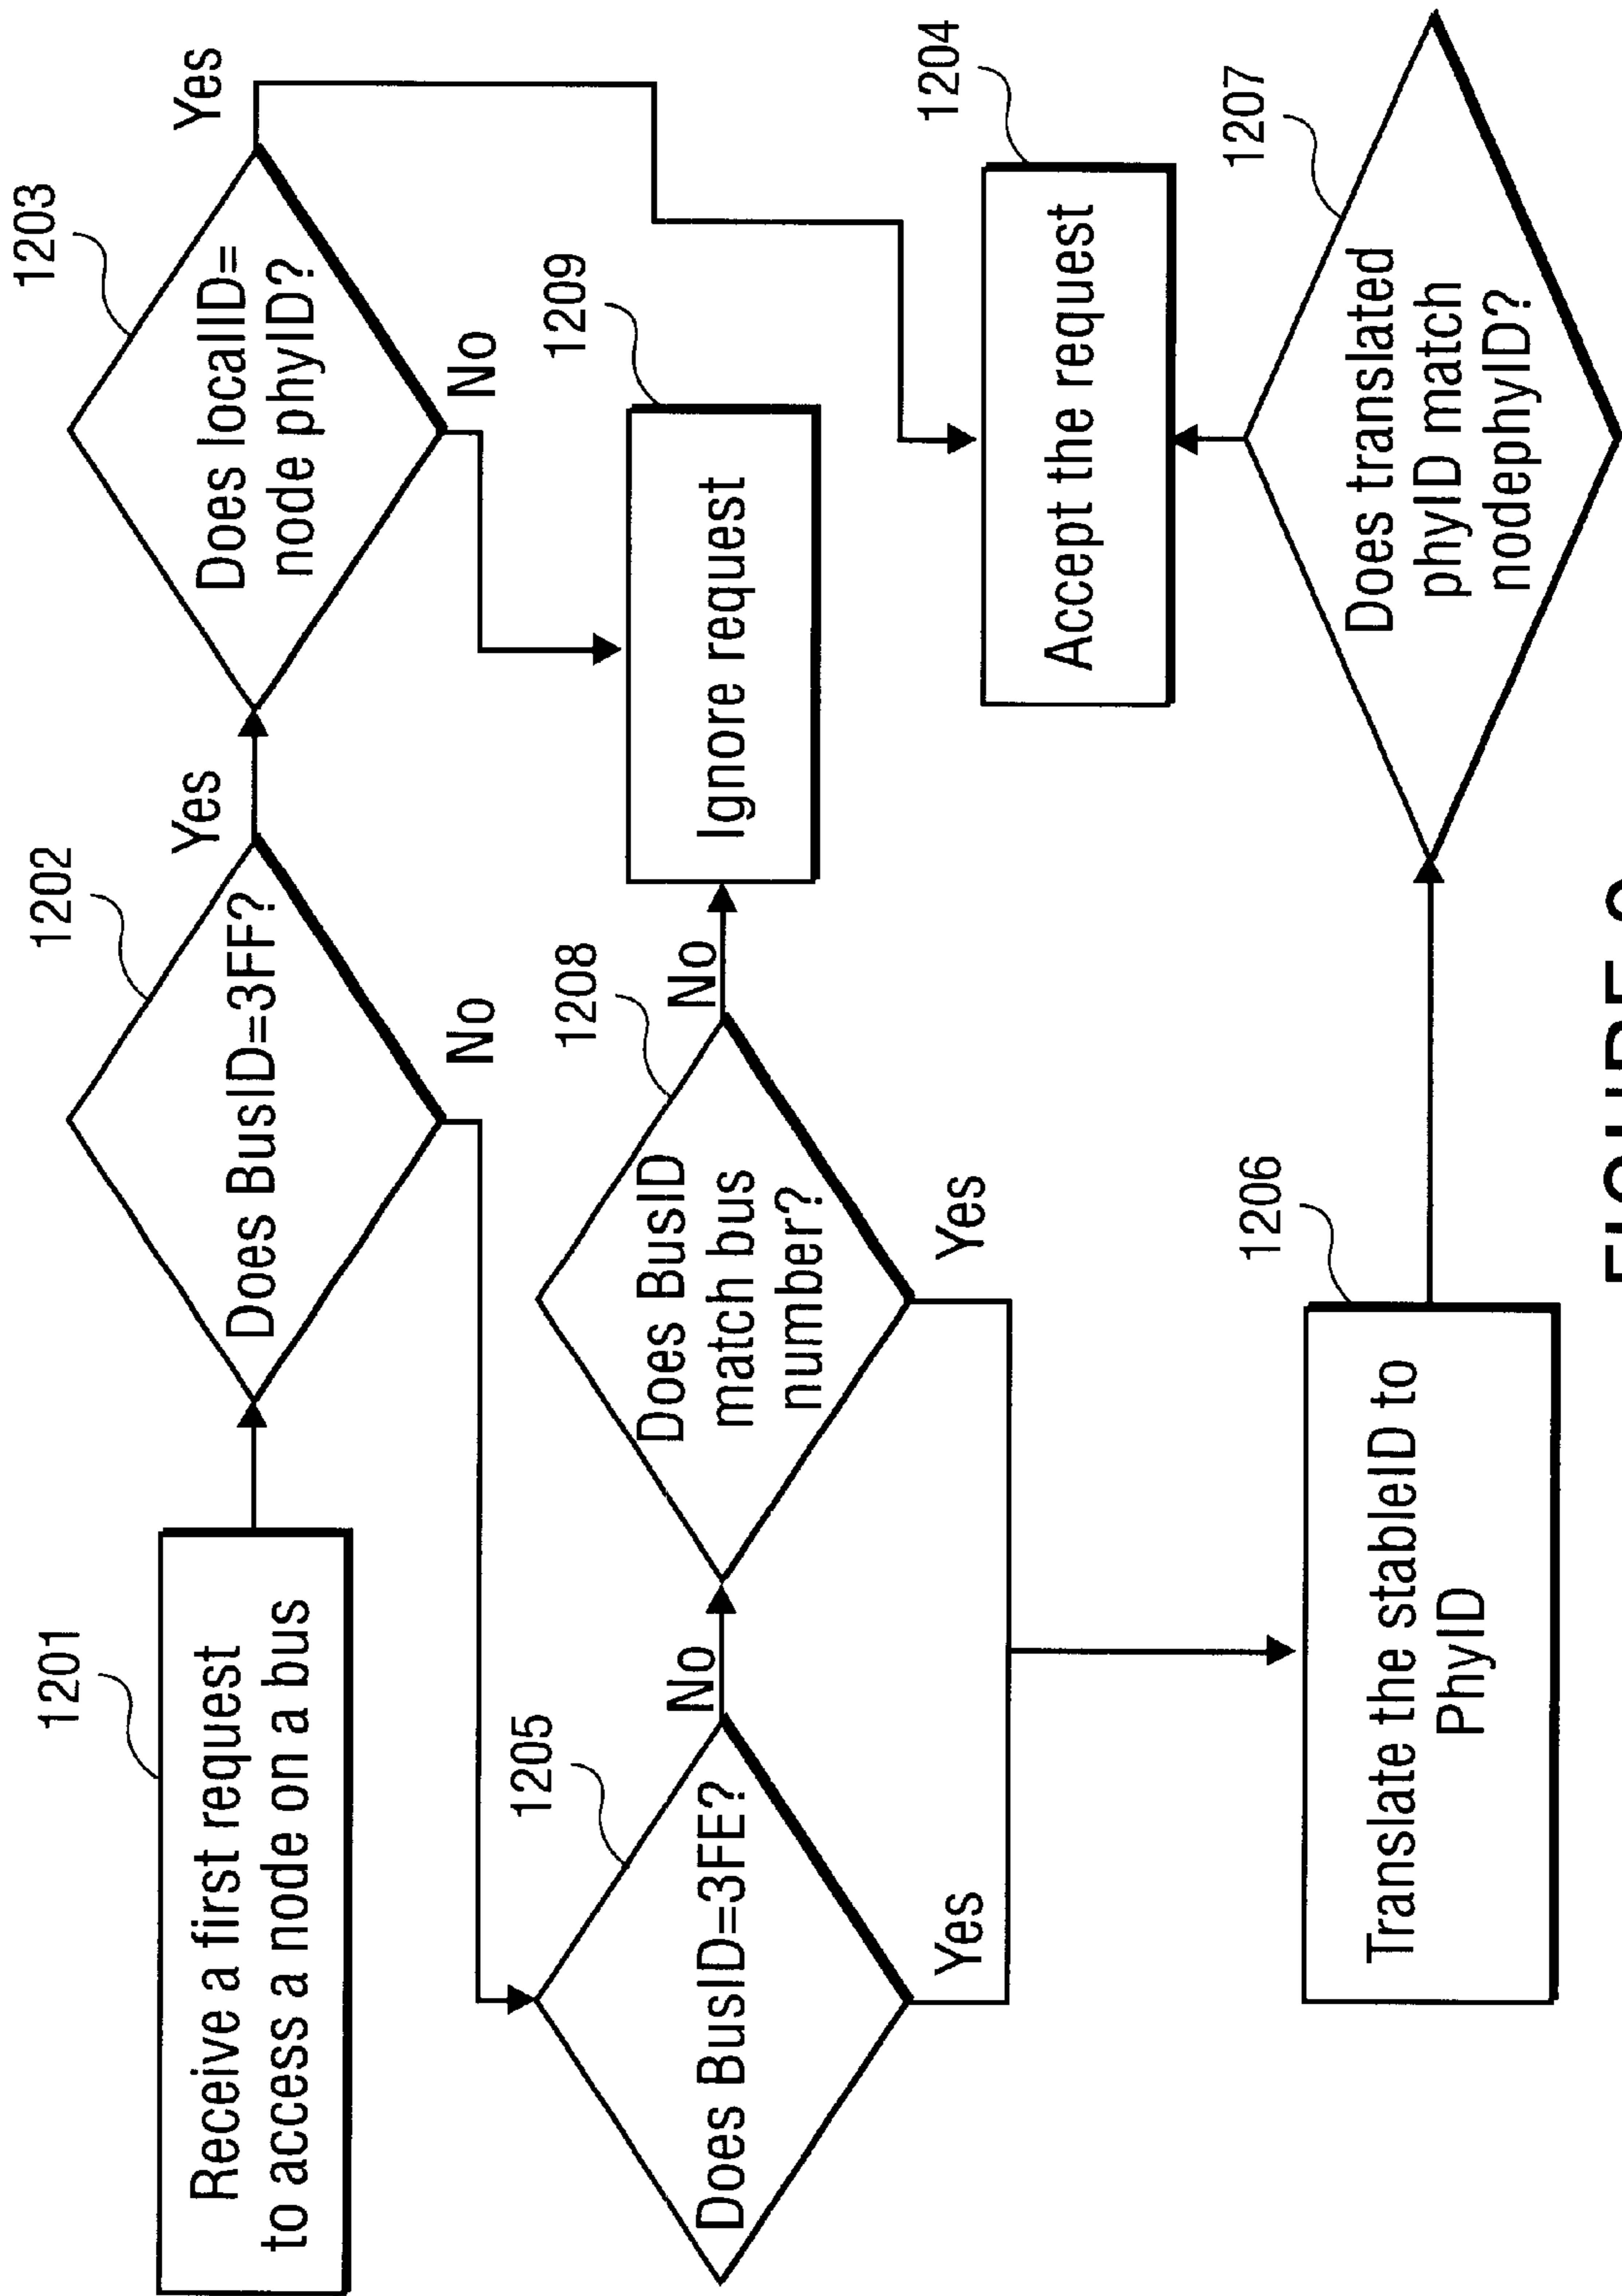 1201
Receive a first request
to access a node on a bus
1202
Does BusID=3FF?
Yes
No
1203
Does localID=
node phyID?
Yes
No
1205
Does BusID=3FE?
No
Yes
1208
Does BusID
match bus
number?
No
Yes
1209
Ignore request
1204
Accept the request
1206
Translate the stableID to
PhyID
1207
Does translated
phyID match
nodephyID?